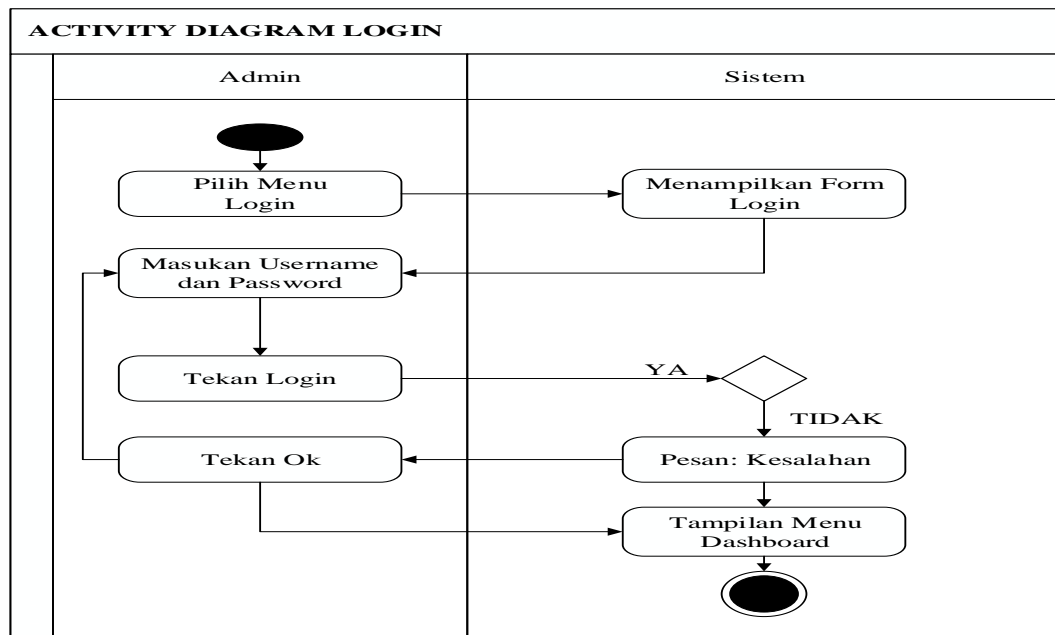 ACTIVITY DIAGRAM LOGIN
Admin
Sistem
Pilih Menu
Login
Menampilkan Form
Login
Masukan Username
dan Password
Tekan Login
YA
TIDAK
Tekan Ok
Pesan: Kesalahan
Tampilan Menu
Dashboard